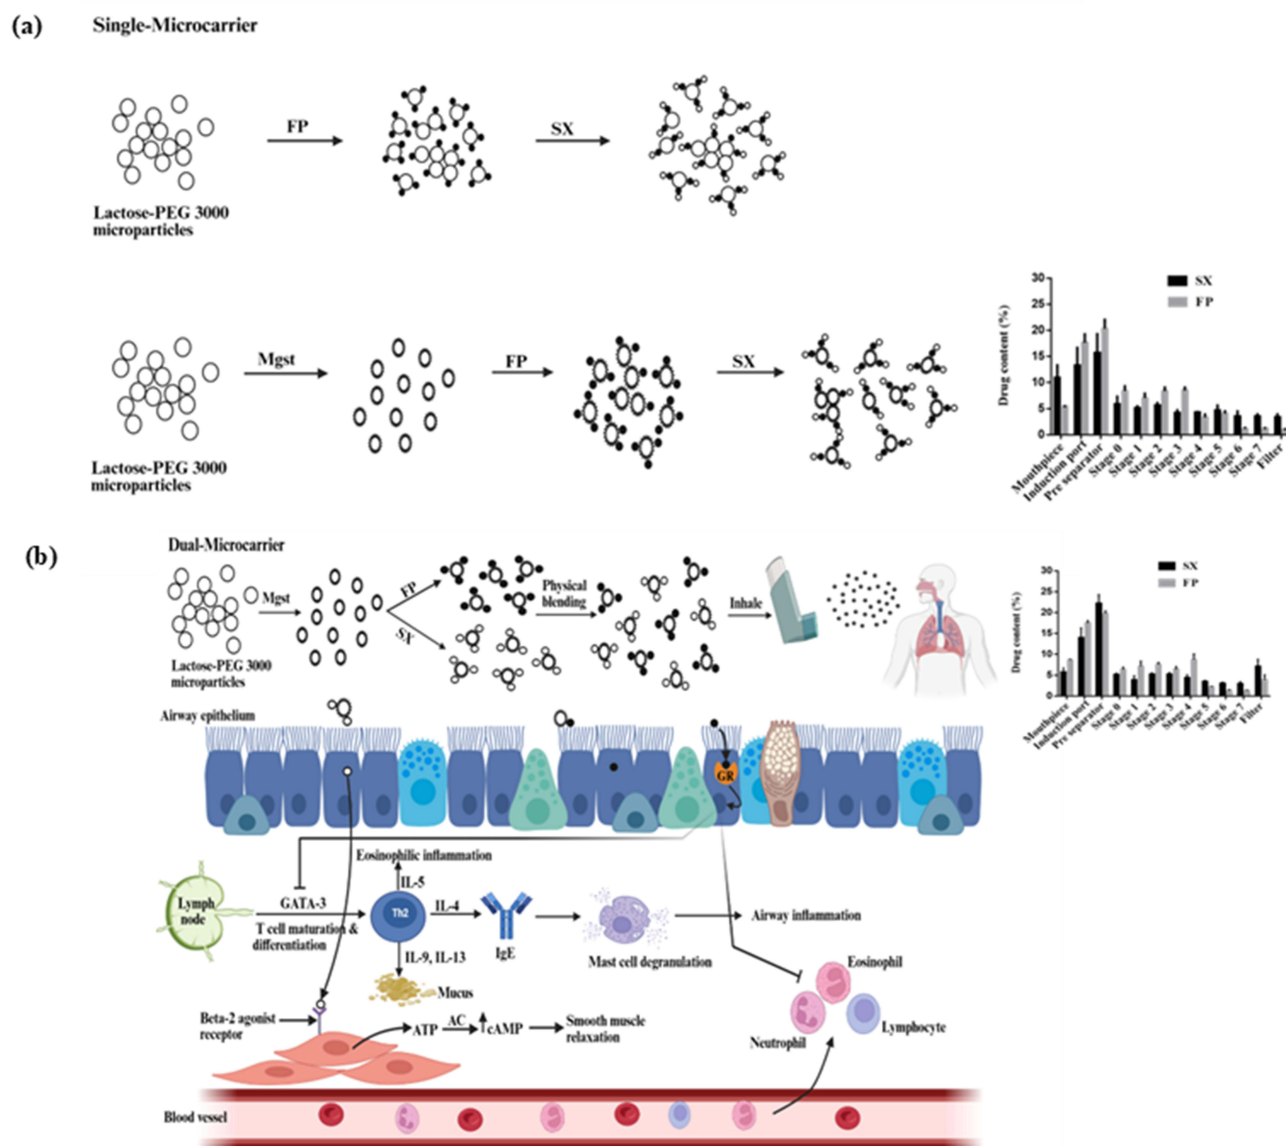 (a)
Single-Microcarrier
FP
SX
Lactose-PEG 3000
microparticles
Mgst
FP
SX
Lactose-PEG 3000
microparticles
SX
FP
Drug content (%)
30
25
20
15
10
5
0
Mouthpiece
Induction port
Pre separator
Stage 0
Stage 1
Stage 2
Stage 3
Stage 4
Stage 5
Stage 6
Stage 7
Filter
(b)
Dual-Microcarrier
Mgst
FP
SX
Physical
blending
Inhale
Lactose-PEG 3000
microparticles
SX
FP
Drug content (%)
30
25
20
15
10
5
0
Mouthpiece
Induction port
Pre separator
Stage 0
Stage 1
Stage 2
Stage 3
Stage 4
Stage 5
Stage 6
Stage 7
Filter
Airway epithelium
GR
Eosinophilic inflammation
IL-5
Lymph
node
GATA-3
T cell maturation &
differentiation
Th2
IL-4
IgE
Mast cell degranulation
Airway inflammation
IL-9, IL-13
Mucus
Eosinophil
Neutrophil
Lymphocyte
Beta-2 agonist
receptor
ATP
AC
cAMP
Smooth muscle
relaxation
Blood vessel